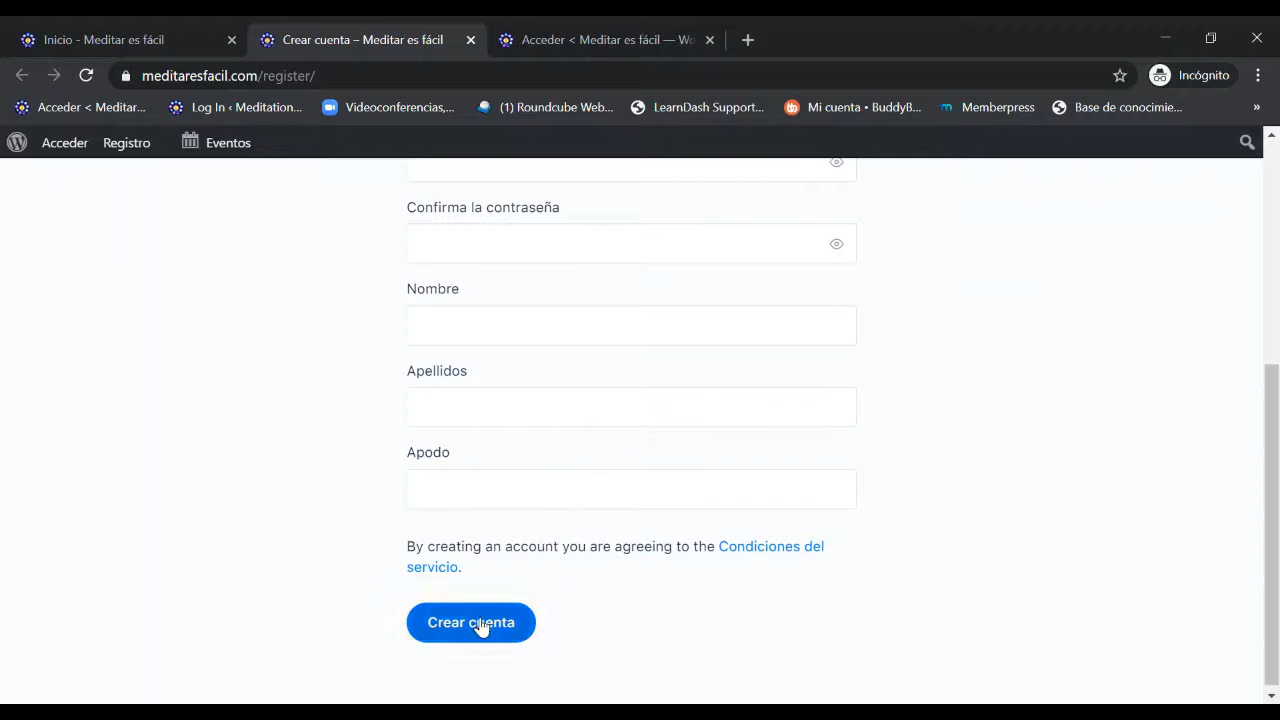 Inicio - Meditar es fácil
Crear cuenta – Meditar es fácil
Acceder < Meditar es fácil — Wo
meditaresfacil.com/register/
Incógnito
Acceder < Meditar...
Log In ‹ Meditation...
Videoconferencias,...
(1) Roundcube Web...
LearnDash Support...
Mi cuenta • BuddyB...
Memberpress
Base de conocimie...
»
Acceder
Registro
Eventos
Confirma la contraseña
Nombre
Apellidos
Apodo
By creating an account you are agreeing to the Condiciones del
servicio.
Crear cuenta